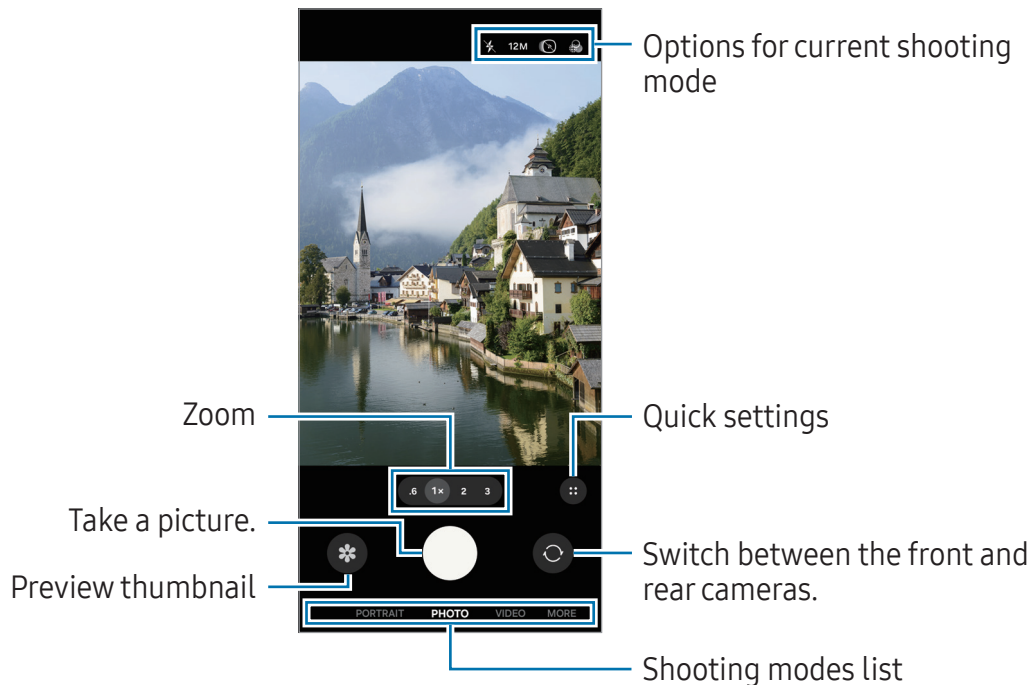 12M
Options for current shooting
mode
Zoom
Quick settings
.6 1× 2 3
Take a picture.
Switch between the front and
rear cameras.
Preview thumbnail
PORTRAIT PHOTO VIDEO MORE
Shooting modes list